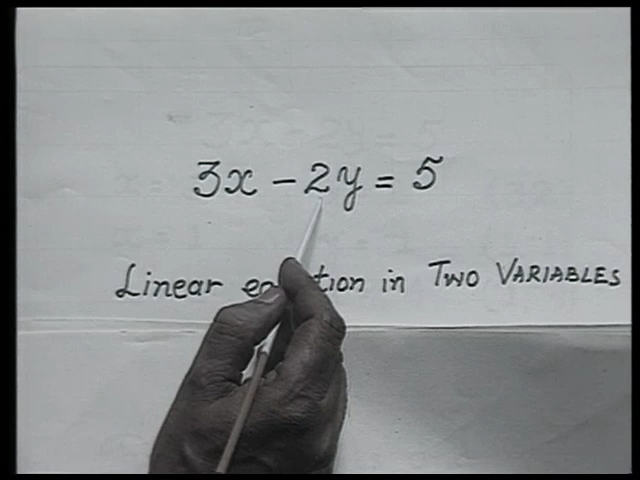 3x - 2y = 5
Linear in TWO VARIABLES